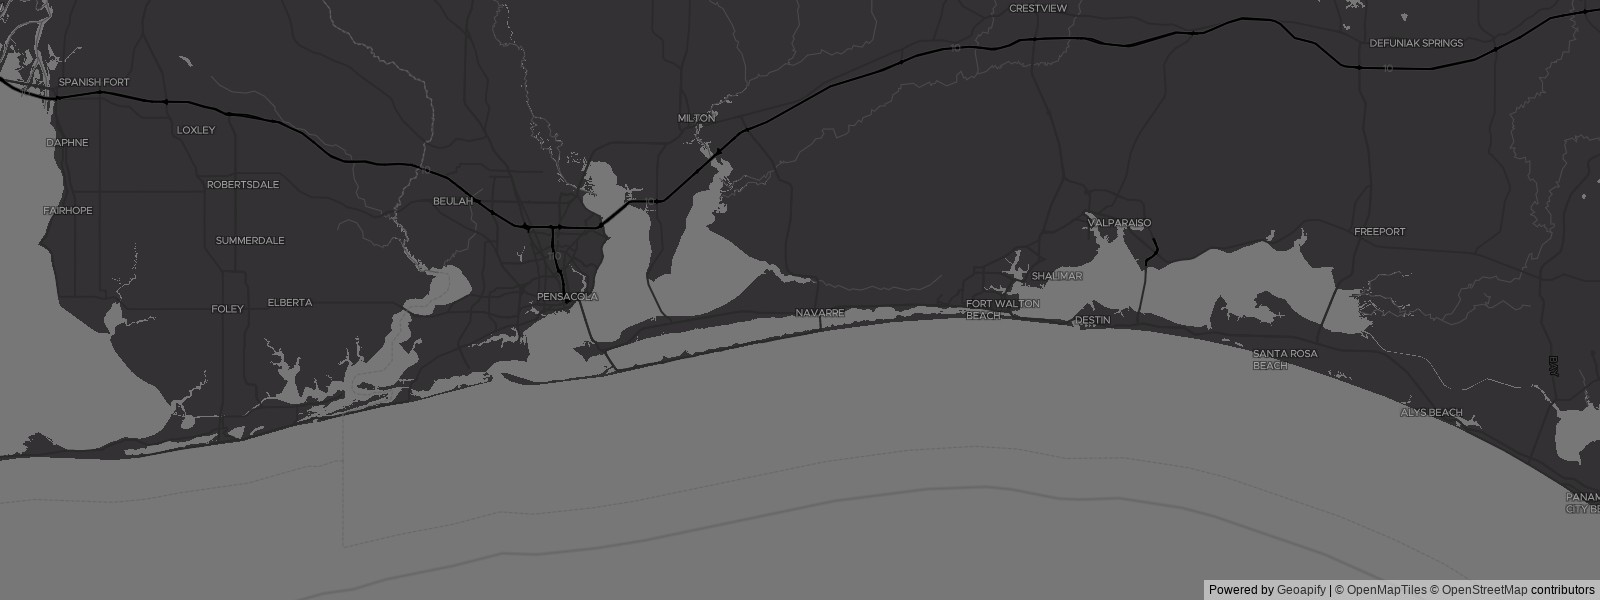 CRESTVIEW
DEFUNIAK SPRINGS
10
10
SPANISH FORT
MILTON
LOXLEY
DAPHNE
10
ROBERTSDALE
BEULAH
10
FAIRHOPE
VALPARAISO
FREEPORT
SUMMERDALE
SHALIMAR
PENSACOLA
ELBERTA
FOLEY
NAVARRE
FORT WALTON
BEACH
DESTIN
SANTA ROSA
BEACH
ALYS BEACH
PANAM
CITY BE
Powered by Geoapify | © OpenMapTiles © OpenStreetMap contributors